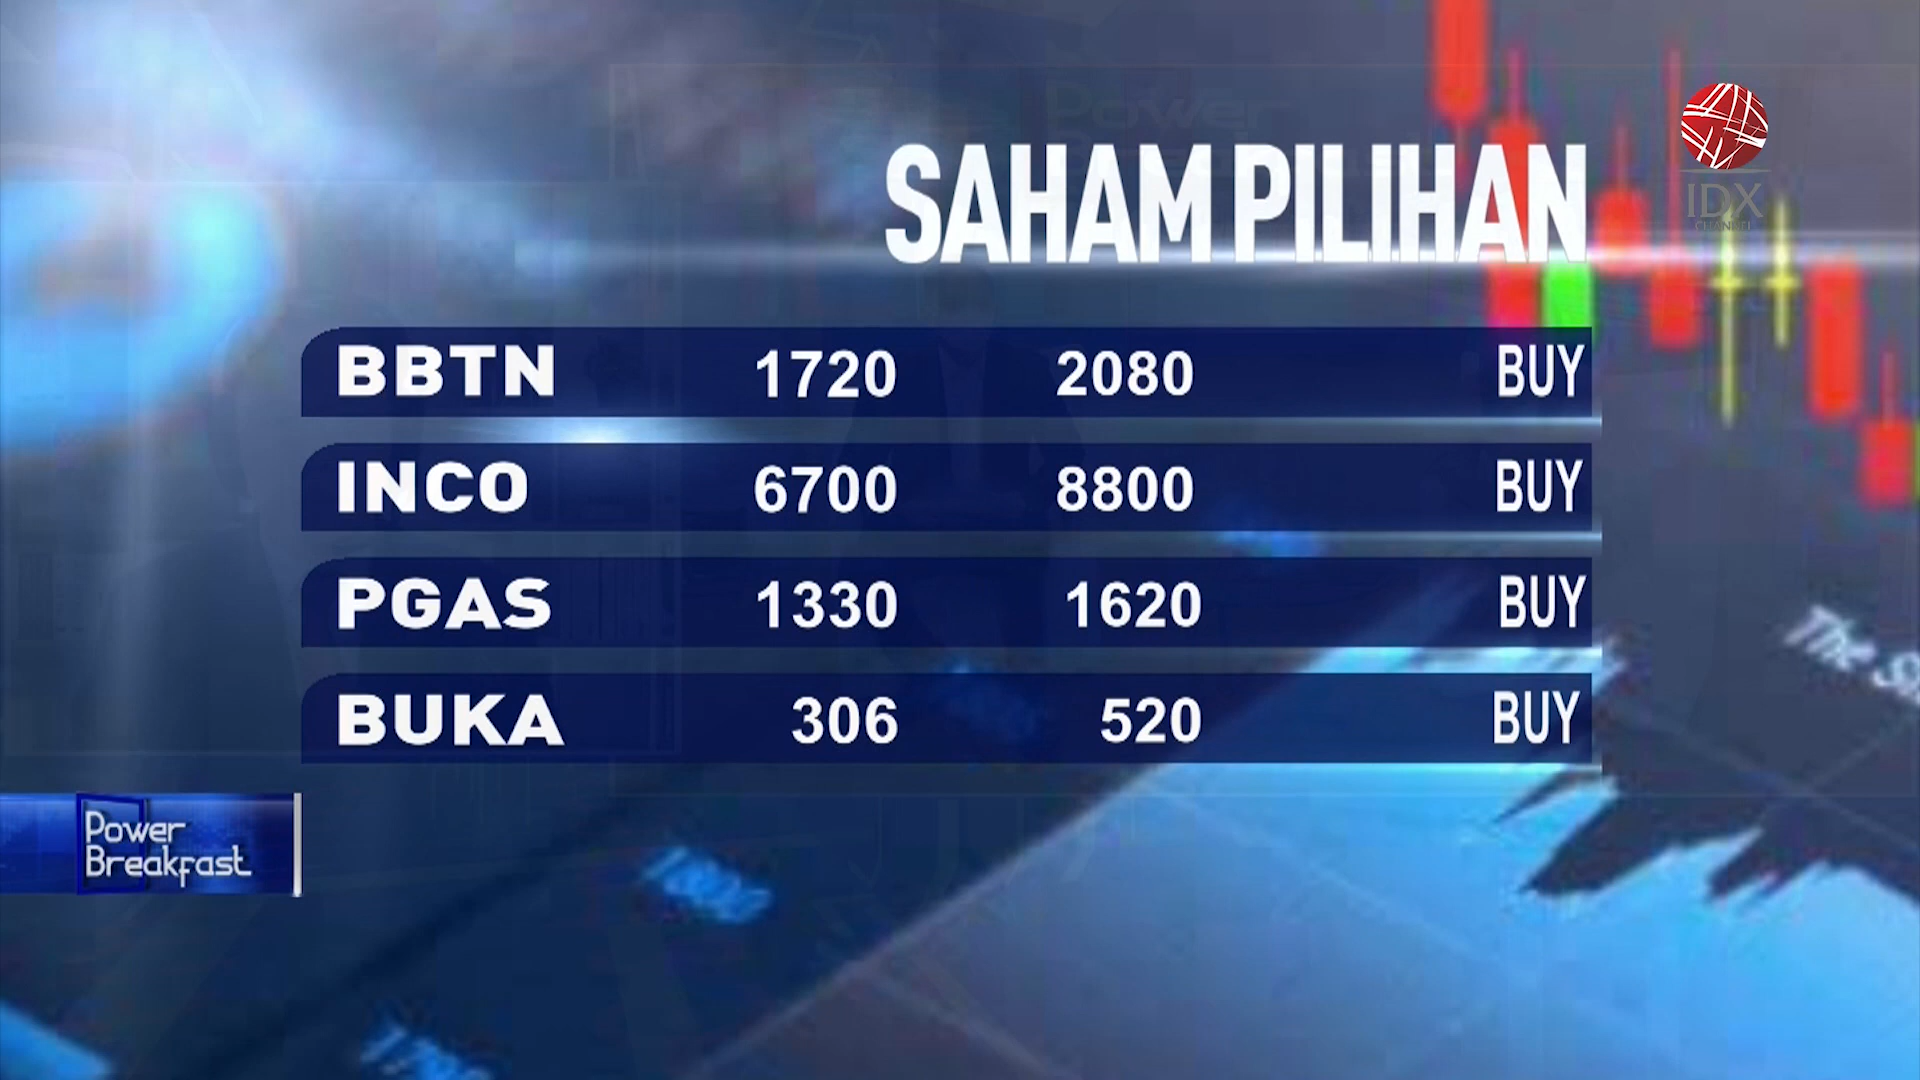 SAHAM PILIHAN
IDX
CHANNEL
BBTN 1720 2080 BUY
INCO 6700 8800 BUY
PGAS 1330 1620 BUY
BUKA 306 520 BUY
Power
Breakfast